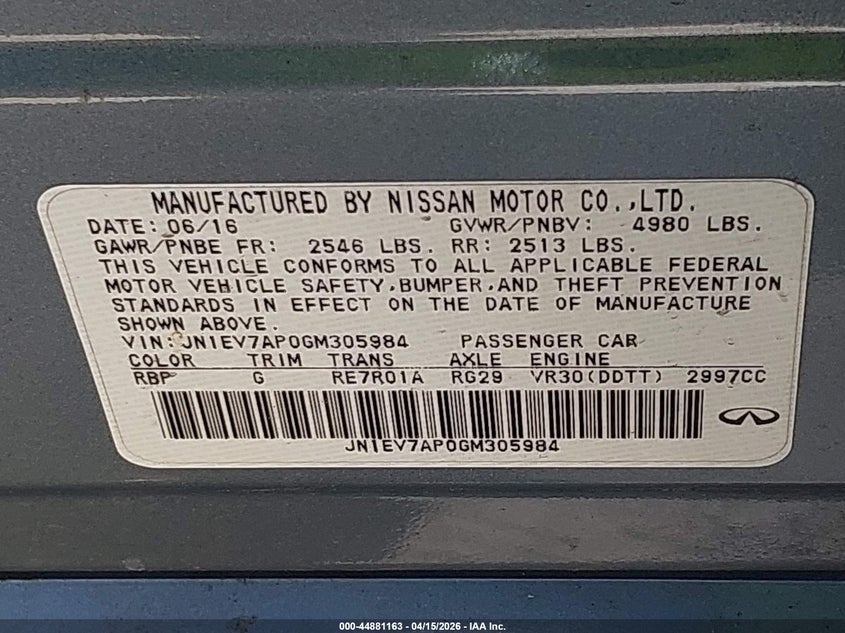 MANUFACTURED BY NISSAN MOTOR CO.,LTD.
DATE: 06/16 GVWR/PNBV: 4980 LBS.
GAWR/PNBE FR: 2546 LBS. RR: 2513 LBS.
THIS VEHICLE CONFORMS TO ALL APPLICABLE FEDERAL
MOTOR VEHICLE SAFETY,BUMPER,AND THEFT PREVENTION
STANDARDS IN EFFECT ON THE DATE OF MANUFACTURE
SHOWN ABOVE.
VIN:JN1EV7AP0GM305984 PASSENGER CAR
COLOR TRIM TRANS AXLE ENGINE
RBP G RE7R01A RG29 VR30(DDTT) 2997CC
JN1EV7AP0GM305984
000-44881163 - 04/15/2026 - IAA Inc.